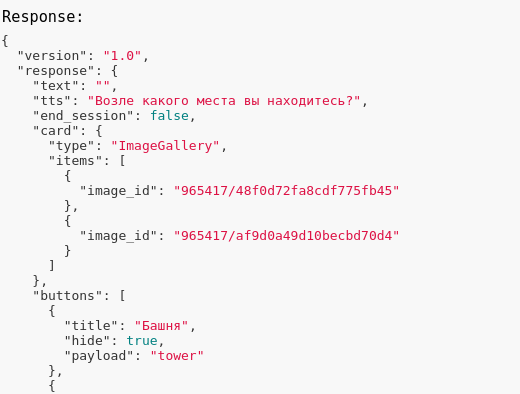 Response:
{
  "version": "1.0",
  "response": {
    "text": "",
    "tts": "Возле какого места вы находитесь?",
    "end_session": false,
    "card": {
      "type": "ImageGallery",
      "items": [
        {
          "image_id": "965417/48f0d72fa8cdf775fb45"
        },
        {
          "image_id": "965417/af9d0a49d10becbd70d4"
        }
      ]
    },
    "buttons": [
      {
        "title": "Башня",
        "hide": true,
        "payload": "tower"
      },
      {